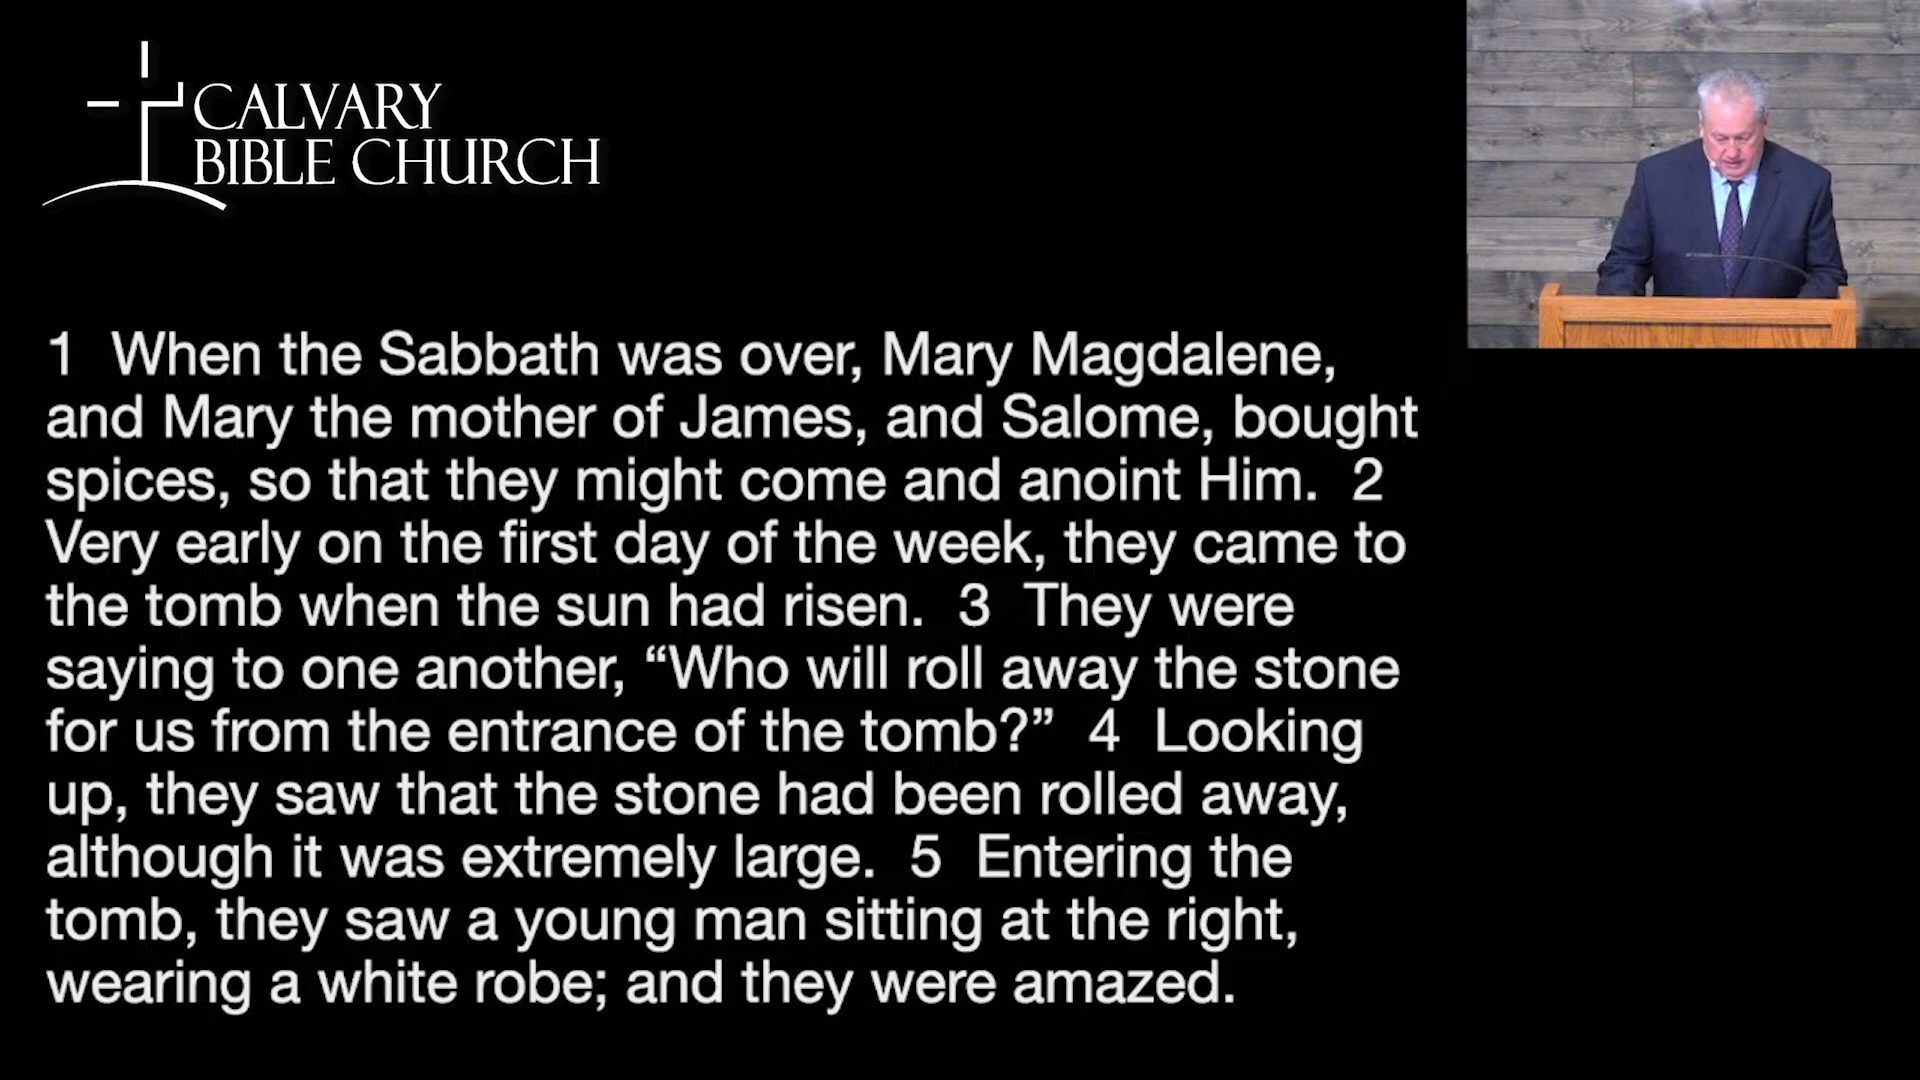 CALVARY
BIBLE CHURCH
1 When the Sabbath was over, Mary Magdalene,
and Mary the mother of James, and Salome, bought
spices, so that they might come and anoint Him. 2
Very early on the first day of the week, they came to
the tomb when the sun had risen. 3 They were
saying to one another, “Who will roll away the stone
for us from the entrance of the tomb?” 4 Looking
up, they saw that the stone had been rolled away,
although it was extremely large. 5 Entering the
tomb, they saw a young man sitting at the right,
wearing a white robe; and they were amazed.